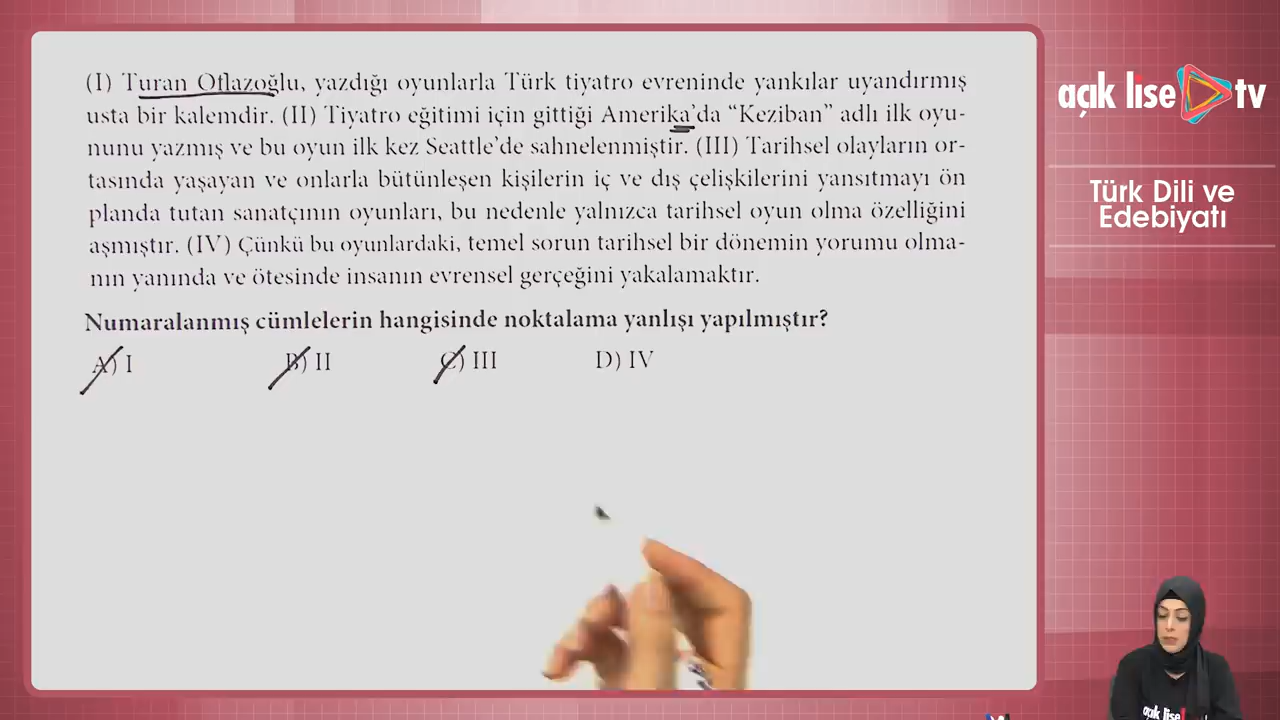 (I) Turan Oflazoğlu, yazdığı oyunlarla Türk tiyatro evreninde yankılar uyandırmış
usta bir kalemdir. (II) Tiyatro eğitimi için gittiği Amerika'da “Keziban” adlı ilk oyu-
nunu yazmış ve bu oyun ilk kez Seattle'de sahnelenmiştir. (III) Tarihsel olayların or-
tasında yaşayan ve onlarla bütünleşen kişilerin iç ve dış çelişkilerini yansıtmayı ön
planda tutan sanatçının oyunları, bu nedenle yalnızca tarihsel oyun olma özelliğini
aşmıştır. (IV) Çünkü bu oyunlardaki, temel sorun tarihsel bir dönemin yorumu olma-
nın yanında ve ötesinde insanın evrensel gerçeğini yakalamaktır.
Numaralanmış cümlelerin hangisinde noktalama yanlışı yapılmıştır?
A) I B) II C) III D) IV
açık lise tv
Türk Dili ve
Edebiyatı
açık lise